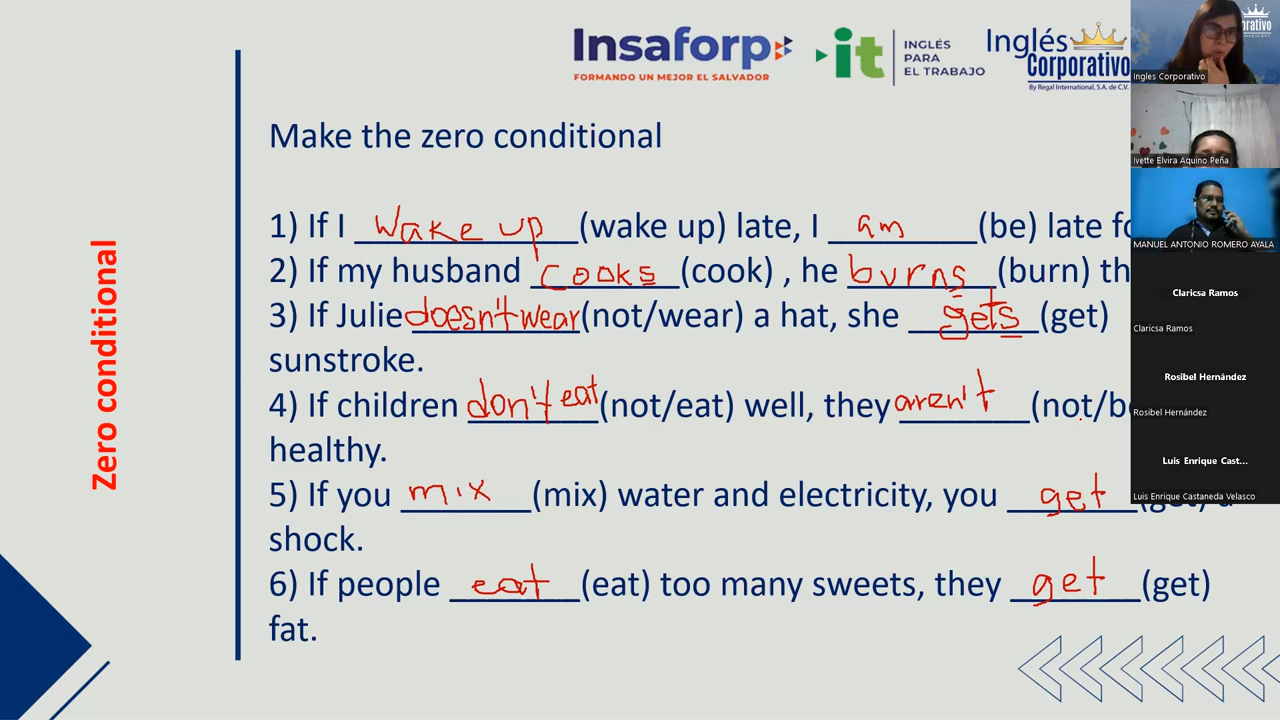 Insaforp
FORMANDO UN MEJOR EL SALVADOR
it
INGLÉS
PARA
EL TRABAJO
Inglés
Corporativo
By Regal International, S.A. de C.V.
Ingles Corporativo
Ivette Elvira Aquino Peña
MANUEL ANTONIO ROMERO AYALA
Claricsa Ramos
Claricsa Ramos
Rosibel Hernández
Rosibel Hernández
Luis Enrique Cast...
Luis Enrique Castaneda Velasco
Zero conditional
Make the zero conditional
1) If I wake up (wake up) late, I am (be) late
2) If my husband cooks (cook) , he burns (burn)
3) If Julie doesn't wear (not/wear) a hat, she gets (get)
sunstroke.
4) If children don't eat (not/eat) well, they aren't (not/be
healthy.
5) If you mix (mix) water and electricity, you get (get) a
shock.
6) If people eat (eat) too many sweets, they get (get)
fat.